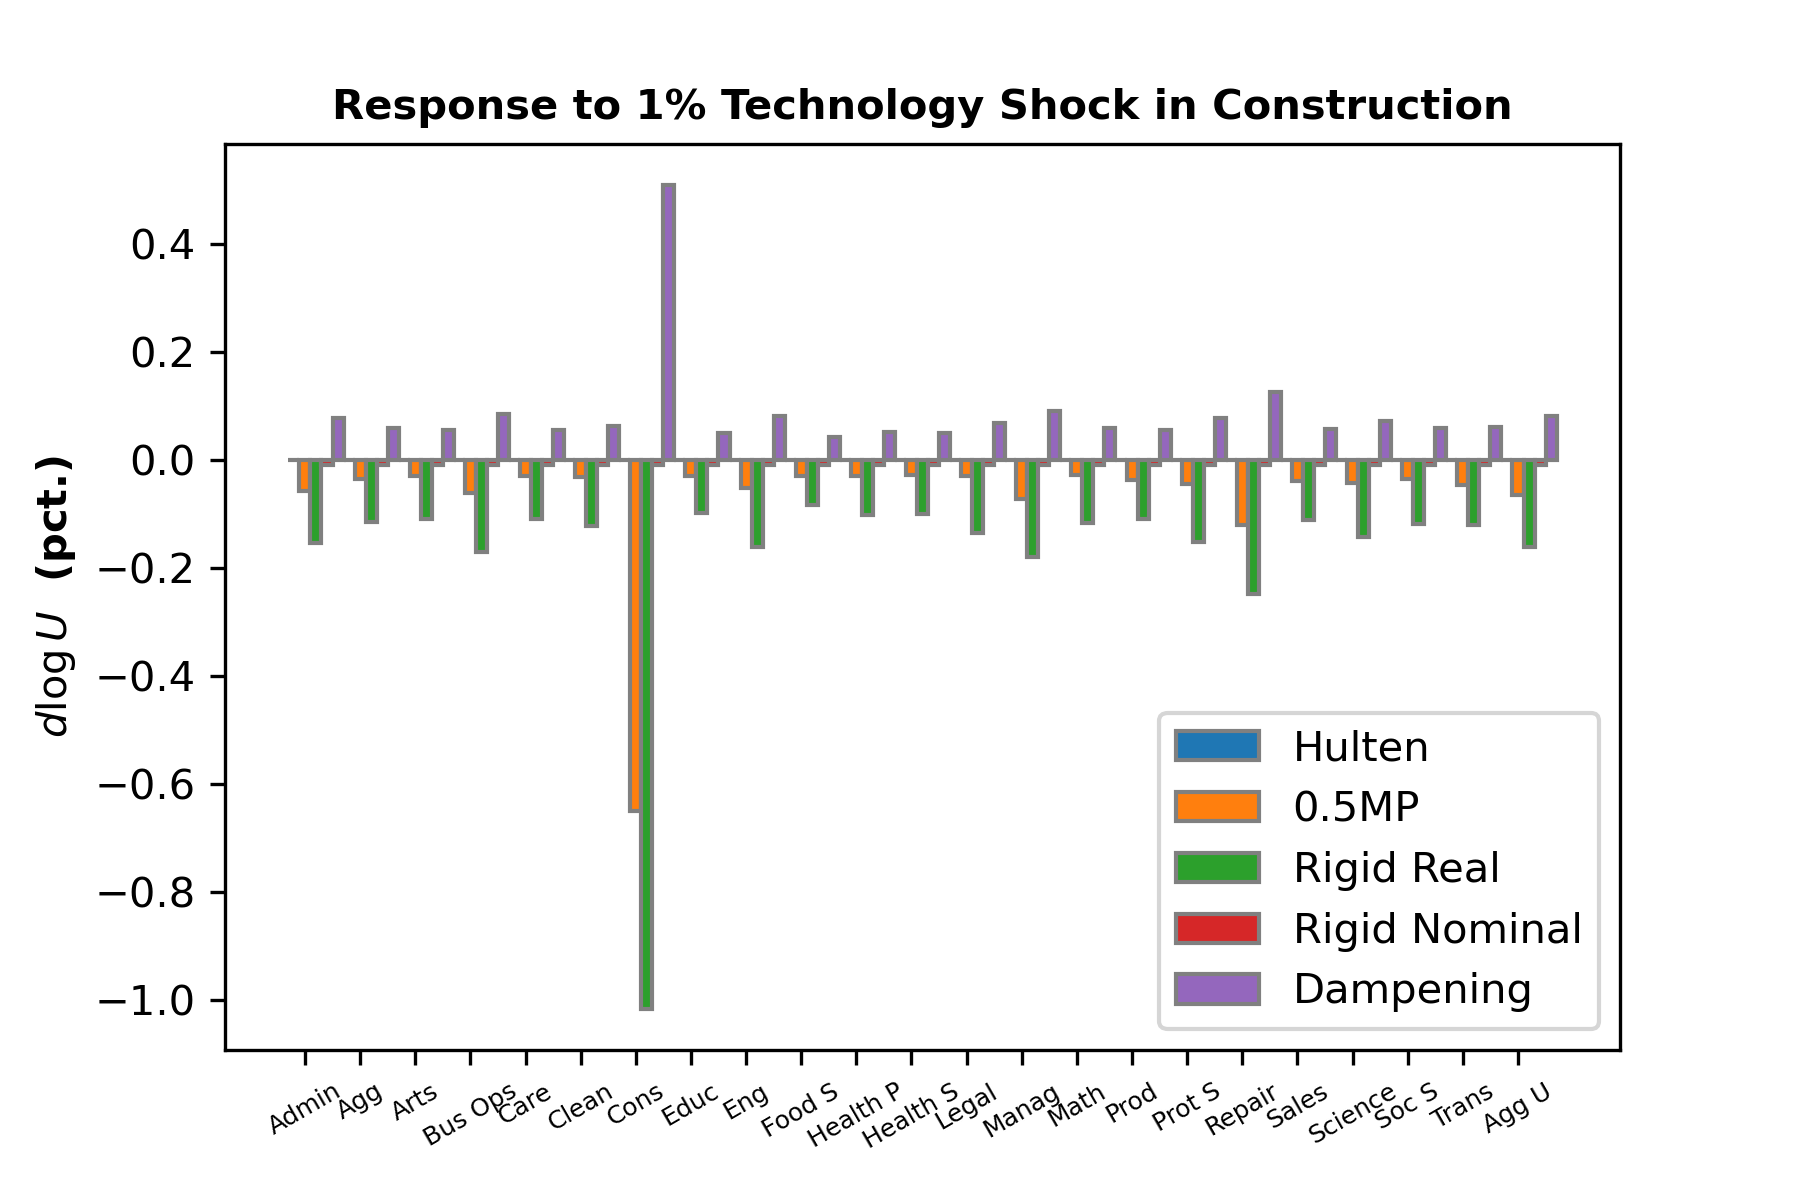 Response to 1% Technology Shock in Construction
dlog U (pct.)
0.4
0.2
0.0
−0.2
−0.4
−0.6
−0.8
−1.0
Hulten
0.5MP
Rigid Real
Rigid Nominal
Dampening
Admin
Agg
Arts
Bus Ops
Care
Clean
Cons
Educ
Eng
Food S
Health P
Health S
Legal
Manag
Math
Prod
Prot S
Repair
Sales
Science
Soc S
Trans
Agg U